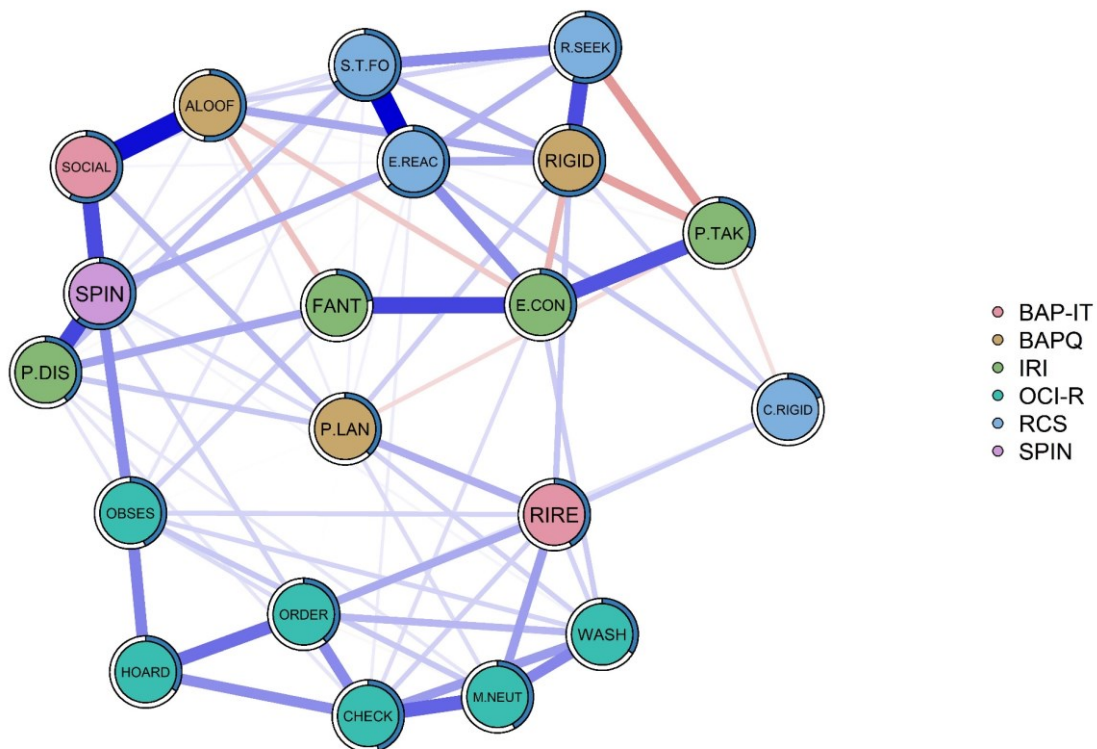 R.SEEK
S.T.FO
ALOOF
E.REAC
RIGID
SOCIAL
P.TAK
SPIN
FANT
E.CON
P.DIS
C.RIGID
P.LAN
OBSES
RIRE
ORDER
WASH
HOARD
M.NEUT
CHECK
BAP-IT
BAPQ
IRI
OCI-R
RCS
SPIN